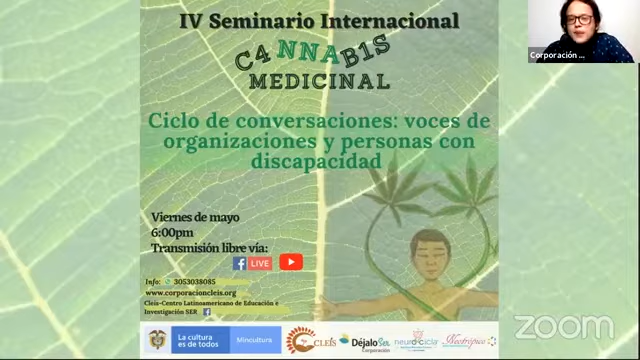 IV Seminario Internacional
C4NNAB1S
MEDICINAL
Ciclo de conversaciones: voces de
organizaciones y personas con
discapacidad
Viernes de mayo
6:00pm
Transmisión libre vía:
f LIVE
Info: 3053038085
www.corporacioncleis.org
Cleis-Centro Latinoamericano de Educación e
Investigación SER
La cultura
es de todos
Mincultura
CLEÍS
DéjaloSer
Corporación
neurocicla
Corporación ...
zoom